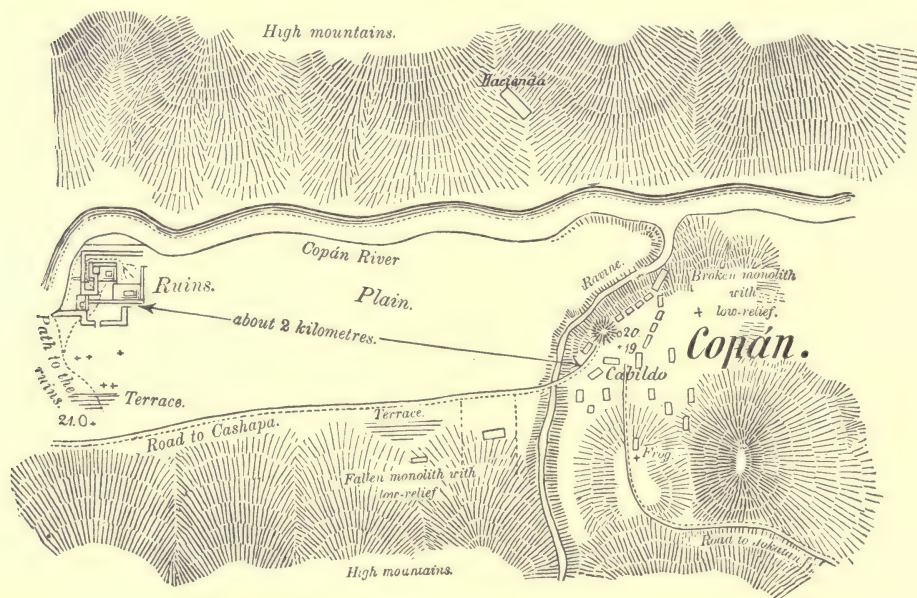 High mountains.
Hacienda
Copán River
Ravine.
Broken monolith
with
low-relief.
Ruins.
Plain.
about 2 kilometres.
20.
19.
Copán.
Cabildo
Path to the
ruins.
Terrace.
21.0
Terrace.
Road to Cashapa.
Frog.
Fallen monolith with
low-relief
Road to Jokatan
High mountains.